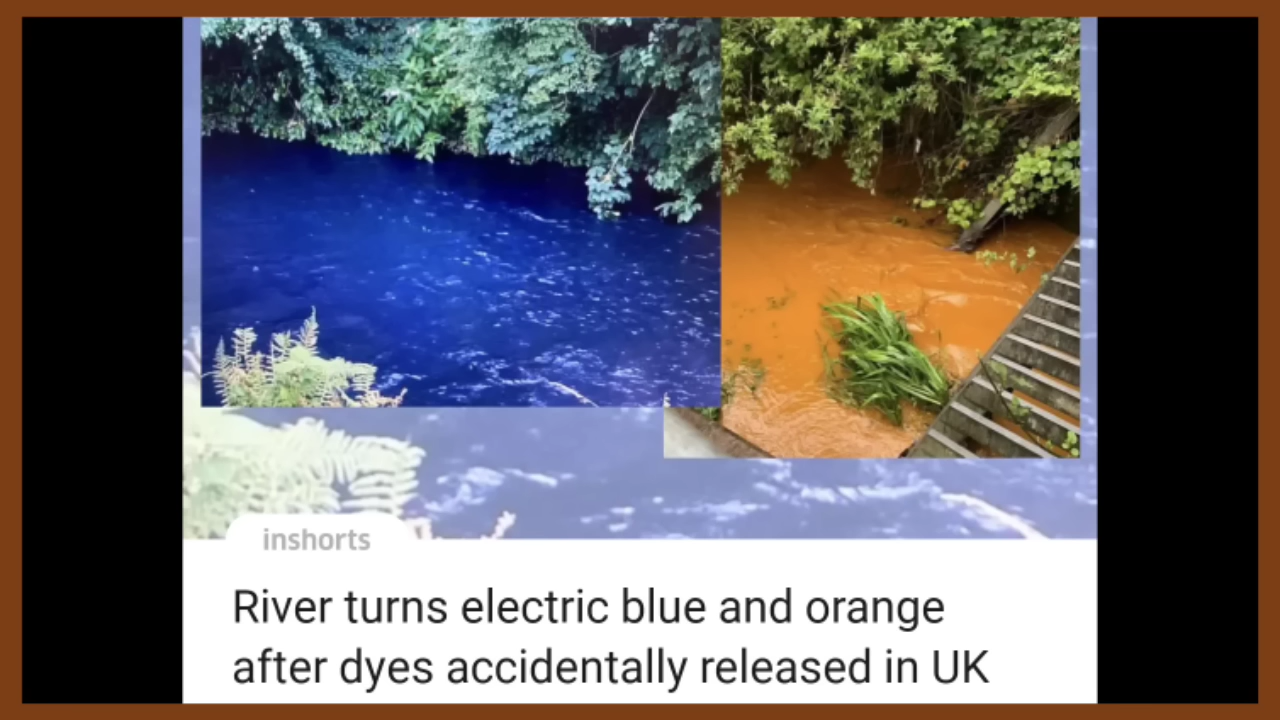 inshorts
River turns electric blue and orange
after dyes accidentally released in UK